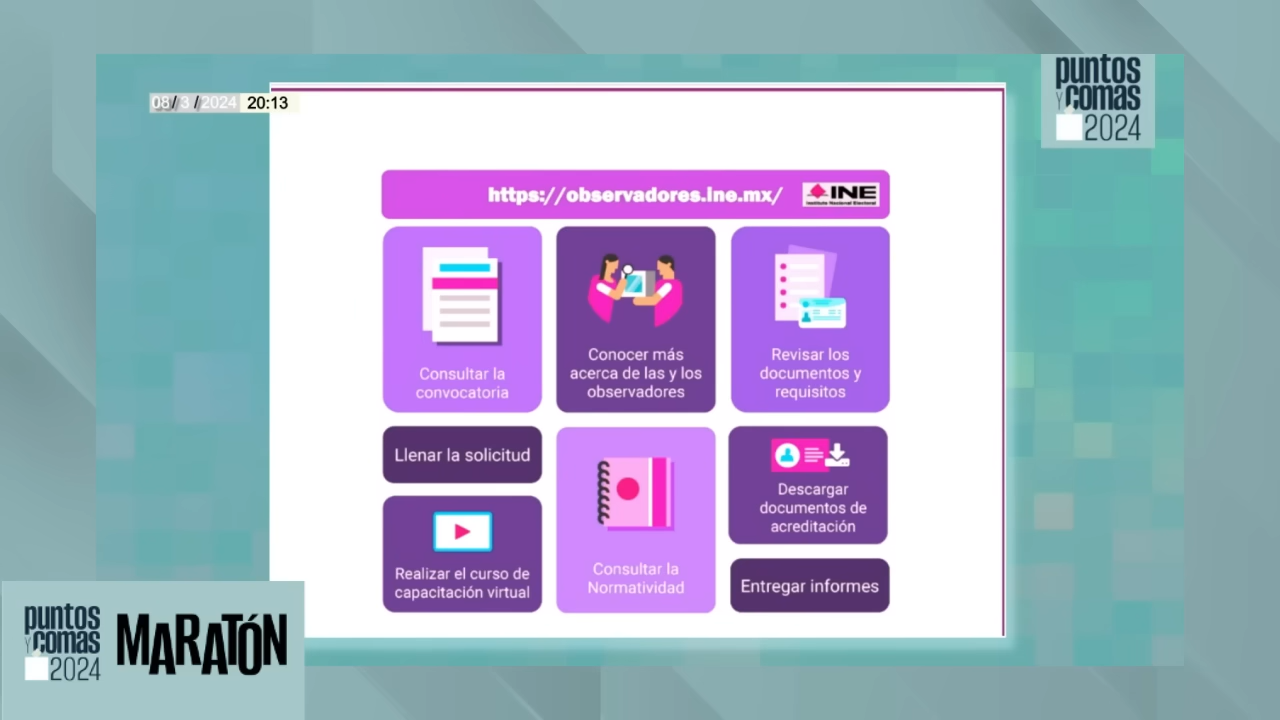 08/ 3 /2024 20:13
puntos
Y comas
2024
https://observadores.ine.mx/
INE
Instituto Nacional Electoral
Consultar la
convocatoria
Conocer más
acerca de las y los
observadores
Revisar los
documentos y
requisitos
Llenar la solicitud
Realizar el curso de
capacitación virtual
Consultar la
Normatividad
Descargar
documentos de
acreditación
Entregar informes
puntos
Y comas
2024
MARATÓN